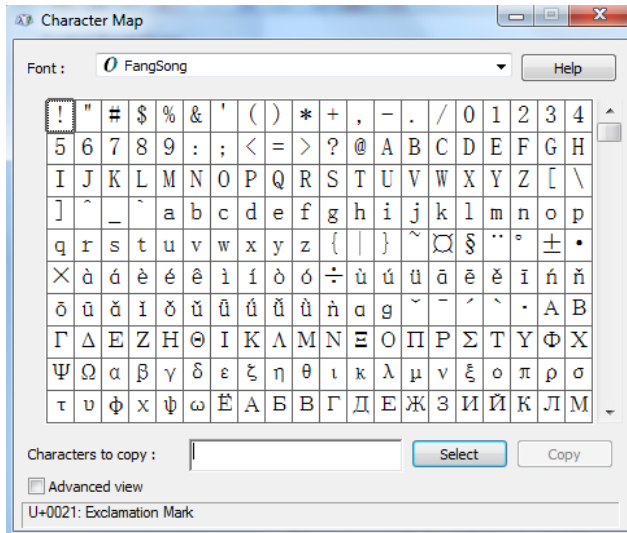 Character Map
Font : O FangSong Help
! " # $ % & ' ( ) * + , - . / 0 1 2 3 4
5 6 7 8 9 : ; < = > ? @ A B C D E F G H
I J K L M N O P Q R S T U V W X Y Z [ \
] ^ _ ` a b c d e f g h i j k l m n o p
q r s t u v w x y z { | } ~ ¤ § ¨ ° ± •
× à á è é ê ì í ò ó ÷ ù ú ü ā ē ě ī ń ň
ō ū ǎ ǐ ǒ ǔ ǖ ǘ ǚ ǜ ǹ ɑ ɡ ˇ ˉ ˊ ˋ ˙ Α Β
Γ Δ Ε Ζ Η Θ Ι Κ Λ Μ Ν Ξ Ο Π Ρ Σ Τ Υ Φ Χ
Ψ Ω α β γ δ ε ζ η θ ι κ λ μ ν ξ ο π ρ σ
τ υ φ χ ψ ω Ё А Б В Г Д Е Ж З И Й К Л М
Characters to copy : Select Copy
Advanced view
U+0021: Exclamation Mark